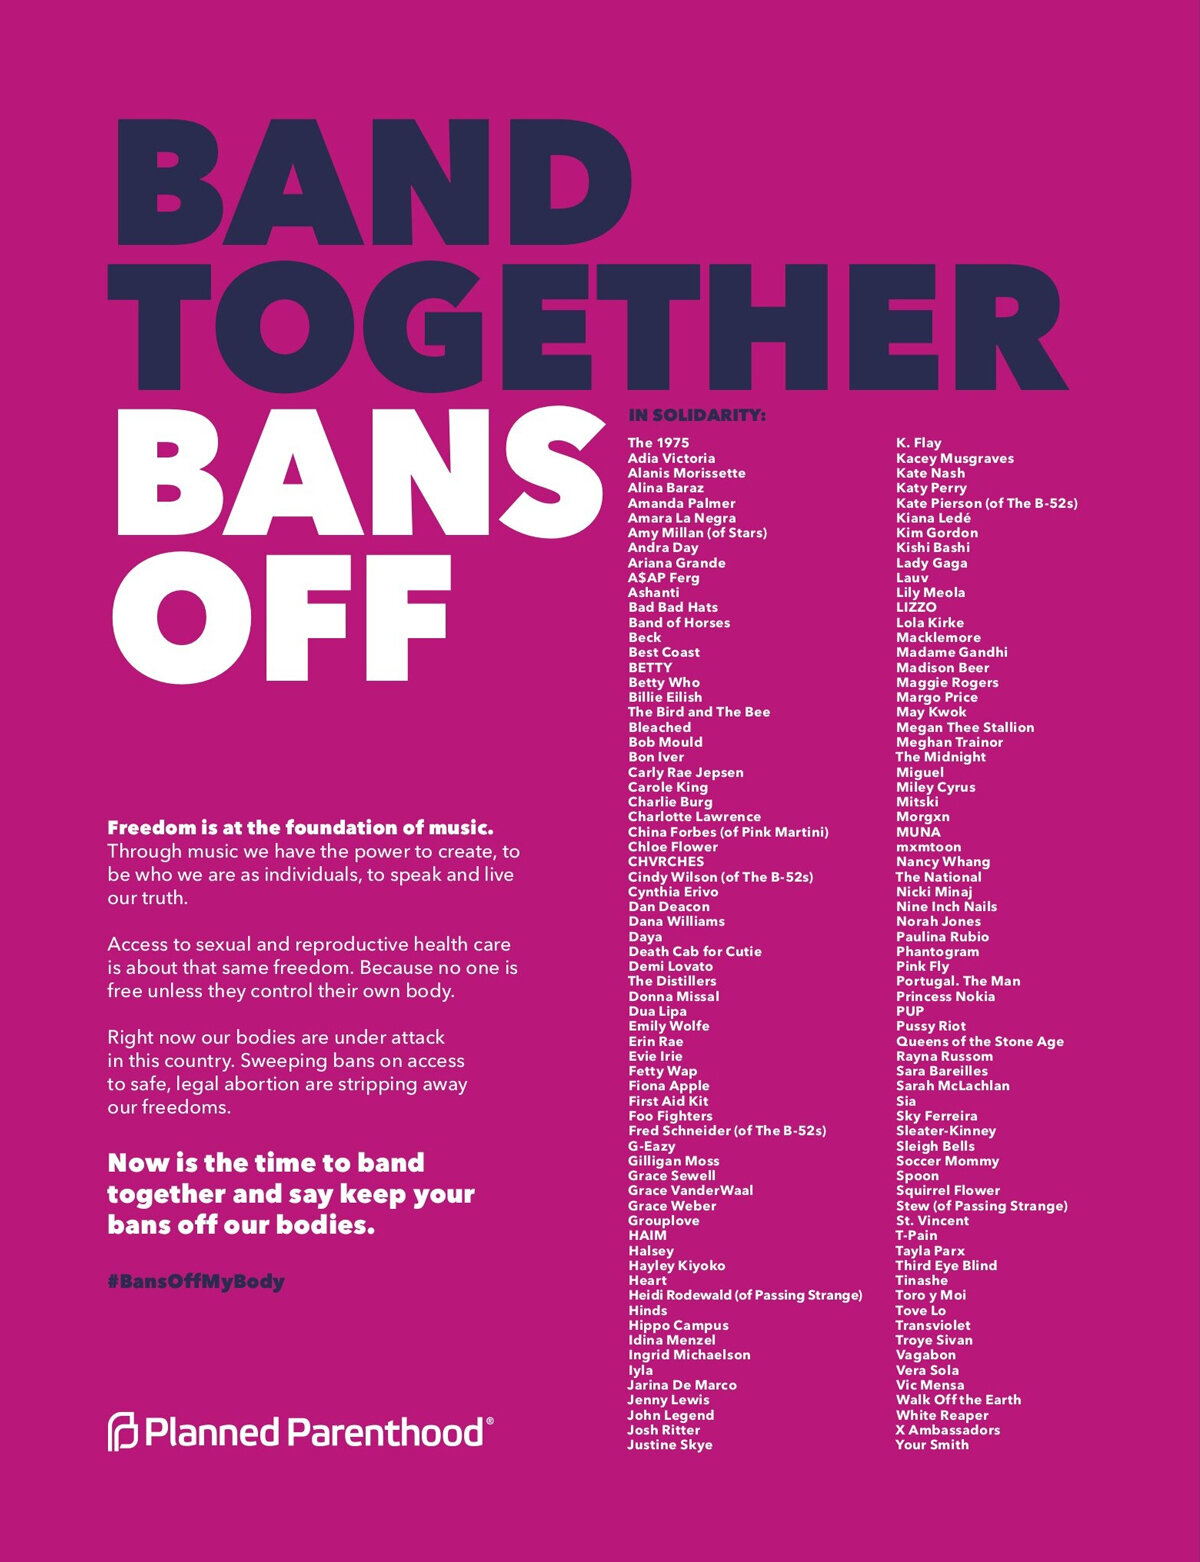 BAND
TOGETHER
BANS
OFF
Freedom is at the foundation of music.
Through music we have the power to create, to
be who we are as individuals, to speak and live
our truth.
Access to sexual and reproductive health care
is about that same freedom. Because no one is
free unless they control their own body.
Right now our bodies are under attack
in this country. Sweeping bans on access
to safe, legal abortion are stripping away
our freedoms.
Now is the time to band
together and say keep your
bans off our bodies.
#BansOffMyBody
Planned Parenthood®
IN SOLIDARITY:
The 1975
Adia Victoria
Alanis Morissette
Alina Baraz
Amanda Palmer
Amara La Negra
Amy Millan (of Stars)
Andra Day
Ariana Grande
A$AP Ferg
Ashanti
Bad Bad Hats
Band of Horses
Beck
Best Coast
BETTY
Betty Who
Billie Eilish
The Bird and The Bee
Bleached
Bob Mould
Bon Iver
Carly Rae Jepsen
Carole King
Charlie Burg
Charlotte Lawrence
China Forbes (of Pink Martini)
Chloe Flower
CHVRCHES
Cindy Wilson (of The B-52s)
Cynthia Erivo
Dan Deacon
Dana Williams
Daya
Death Cab for Cutie
Demi Lovato
The Distillers
Donna Missal
Dua Lipa
Emily Wolfe
Erin Rae
Evie Irie
Fetty Wap
Fiona Apple
First Aid Kit
Foo Fighters
Fred Schneider (of The B-52s)
G-Eazy
Gilligan Moss
Grace Sewell
Grace VanderWaal
Grace Weber
Grouplove
HAIM
Halsey
Hayley Kiyoko
Heart
Heidi Rodewald (of Passing Strange)
Hinds
Hippo Campus
Idina Menzel
Ingrid Michaelson
Iyla
Jarina De Marco
Jenny Lewis
John Legend
Josh Ritter
Justine Skye
K. Flay
Kacey Musgraves
Kate Nash
Katy Perry
Kate Pierson (of The B-52s)
Kiana Ledé
Kim Gordon
Kishi Bashi
Lady Gaga
Lauv
Lily Meola
LIZZO
Lola Kirke
Macklemore
Madame Gandhi
Madison Beer
Maggie Rogers
Margo Price
May Kwok
Megan Thee Stallion
Meghan Trainor
The Midnight
Miguel
Miley Cyrus
Mitski
Morgxn
MUNA
mxmtoon
Nancy Whang
The National
Nicki Minaj
Nine Inch Nails
Norah Jones
Paulina Rubio
Phantogram
Pink Fly
Portugal. The Man
Princess Nokia
PUP
Pussy Riot
Queens of the Stone Age
Rayna Russom
Sara Bareilles
Sarah McLachlan
Sia
Sky Ferreira
Sleater-Kinney
Sleigh Bells
Soccer Mommy
Spoon
Squirrel Flower
Stew (of Passing Strange)
St. Vincent
T-Pain
Tayla Parx
Third Eye Blind
Tinashe
Toro y Moi
Tove Lo
Transviolet
Troye Sivan
Vagabon
Vera Sola
Vic Mensa
Walk Off the Earth
White Reaper
X Ambassadors
Your Smith